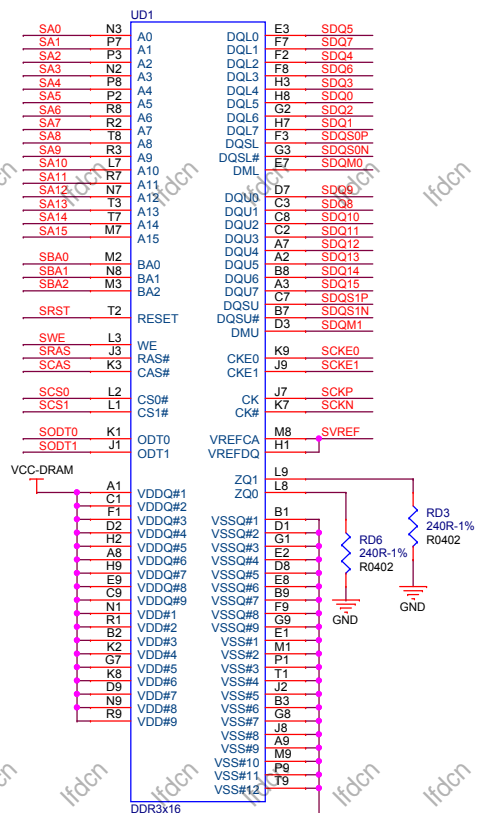 UD1
SA0 N3 A0 DQL0 E3 SDQ5
SA1 P7 A1 DQL1 F7 SDQ7
SA2 P3 A2 DQL2 F2 SDQ4
SA3 N2 A3 DQL3 F8 SDQ6
SA4 P8 A4 DQL4 H3 SDQ3
SA5 P2 A5 DQL5 H8 SDQ0
SA6 R8 A6 DQL6 G2 SDQ2
SA7 R2 A7 DQL7 H7 SDQ1
SA8 T8 A8 DQSL F3 SDQS0P
SA9 R3 A9 DQSL# G3 SDQS0N
SA10 L7 A10 DML E7 SDQM0
SA11 R7 A11
lfdcn lfdcn lfdcn
SA12 N7 A12 DQU0 D7 SDQ9
SA13 T3 A13 DQU1 C3 SDQ8
SA14 T7 A14 DQU2 C8 SDQ10
SA15 M7 A15 DQU3 C2 SDQ11
DQU4 A7 SDQ12
SBA0 M2 BA0 DQU5 A2 SDQ13
SBA1 N8 BA1 DQU6 B8 SDQ14
SBA2 M3 BA2 DQU7 A3 SDQ15
DQSU C7 SDQS1P
SRST T2 RESET DQSU# B7 SDQS1N
DMU D3 SDQM1
SWE L3 WE
SRAS J3 RAS# CKE0 K9 SCKE0
SCAS K3 CAS# CKE1 J9 SCKE1
SCS0 L2 CS0# CK J7 SCKP
SCS1 L1 CS1# CK# K7 SCKN
SODT0 K1 ODT0 VREFCA M8 SVREF
SODT1 J1 ODT1 VREFDQ H1
VCC-DRAM ZQ1 L9
A1 VDDQ#1 ZQ0 L8
C1 VDDQ#2
F1 VDDQ#3 VSSQ#1 B1
D2 VDDQ#4 VSSQ#2 D1
H2 VDDQ#5 VSSQ#3 G1
A8 VDDQ#6 VSSQ#4 E2
H9 VDDQ#7 VSSQ#5 D8
E9 VDDQ#8 VSSQ#6 E8
C9 VDDQ#9 VSSQ#7 B9
N1 VDD#1 VSSQ#8 F9
R1 VDD#2 VSSQ#9 G9
B2 VDD#3 VSS#1 E1
K2 VDD#4 VSS#2 M1
G7 VDD#5 VSS#3 P1
K8 VDD#6 VSS#4 T1
D9 VDD#7 VSS#5 J2
N9 VDD#8 VSS#6 B3
R9 VDD#9 VSS#7 G8
VSS#8 J8
VSS#9 A9
VSS#10 M9
VSS#11 P9
VSS#12 T9
RD3
240R-1%
R0402
GND
RD6
240R-1%
R0402
GND
lfdcn lfdcn lfdcn
DDR3x16